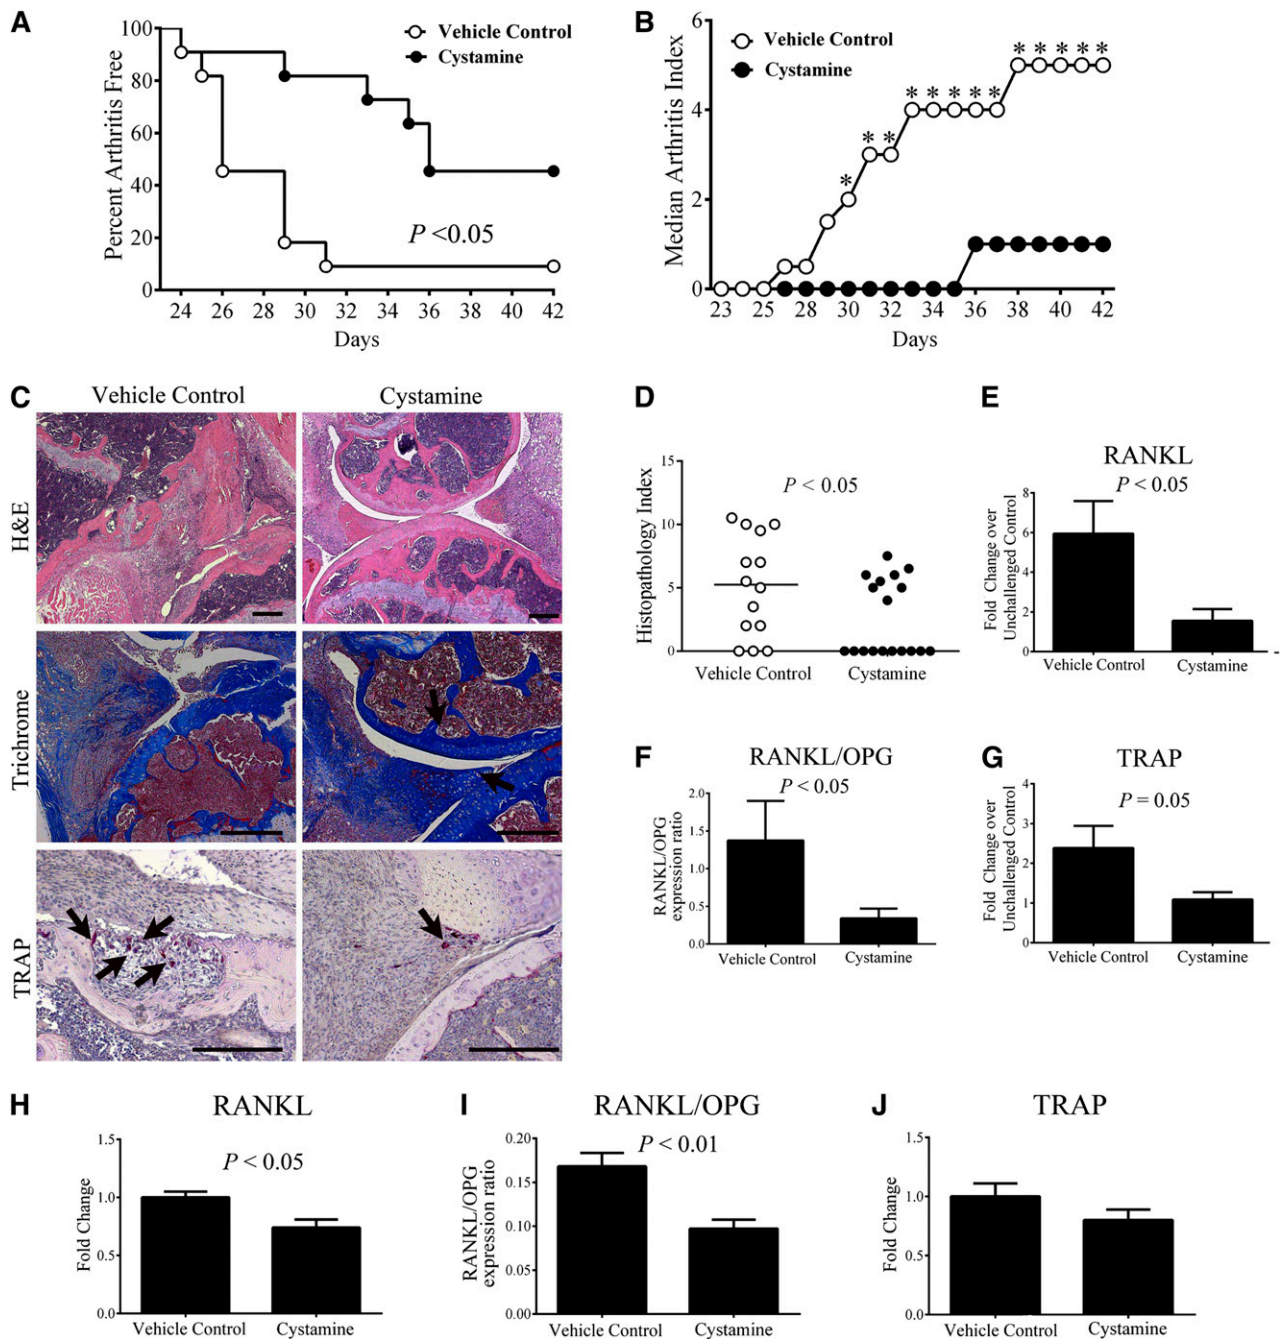 A
Percent Arthritis Free
100
80
60
40
20
0
Vehicle Control
Cystamine
P <0.05
24 26 28 30 32 34 36 38 40 42
Days
B
Median Arthritis Index
6
4
2
0
Vehicle Control
Cystamine
*
* *
* * * * *
* * * * *
23 25 28 30 32 34 36 38 40 42
Days
C
Vehicle Control
Cystamine
H&E
Trichrome
TRAP
D
Histopathology Index
15
10
5
0
P < 0.05
Vehicle Control Cystamine
E
RANKL
P < 0.05
Fold Change over
Unchallenged Control
8
6
4
2
0
Vehicle Control Cystamine
-
F
RANKL/OPG
P < 0.05
RANKL/OPG
expression ratio
2.0
1.5
1.0
0.5
0.0
Vehicle Control Cystamine
G
TRAP
P = 0.05
Fold Change over
Unchallenged Control
4
3
2
1
0
Vehicle Control Cystamine
H
RANKL
P < 0.05
Fold Change
1.5
1.0
0.5
0.0
Vehicle Control Cystamine
I
RANKL/OPG
P < 0.01
RANKL/OPG
expression ratio
0.20
0.15
0.10
0.05
0.00
Vehicle Control Cystamine
J
TRAP
Fold Change
1.5
1.0
0.5
0.0
Vehicle Control Cystamine